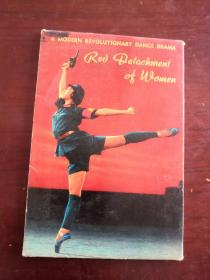 A MODERN REVOLUTIONARY DANCE DRAMA
Red Detachment
of Women